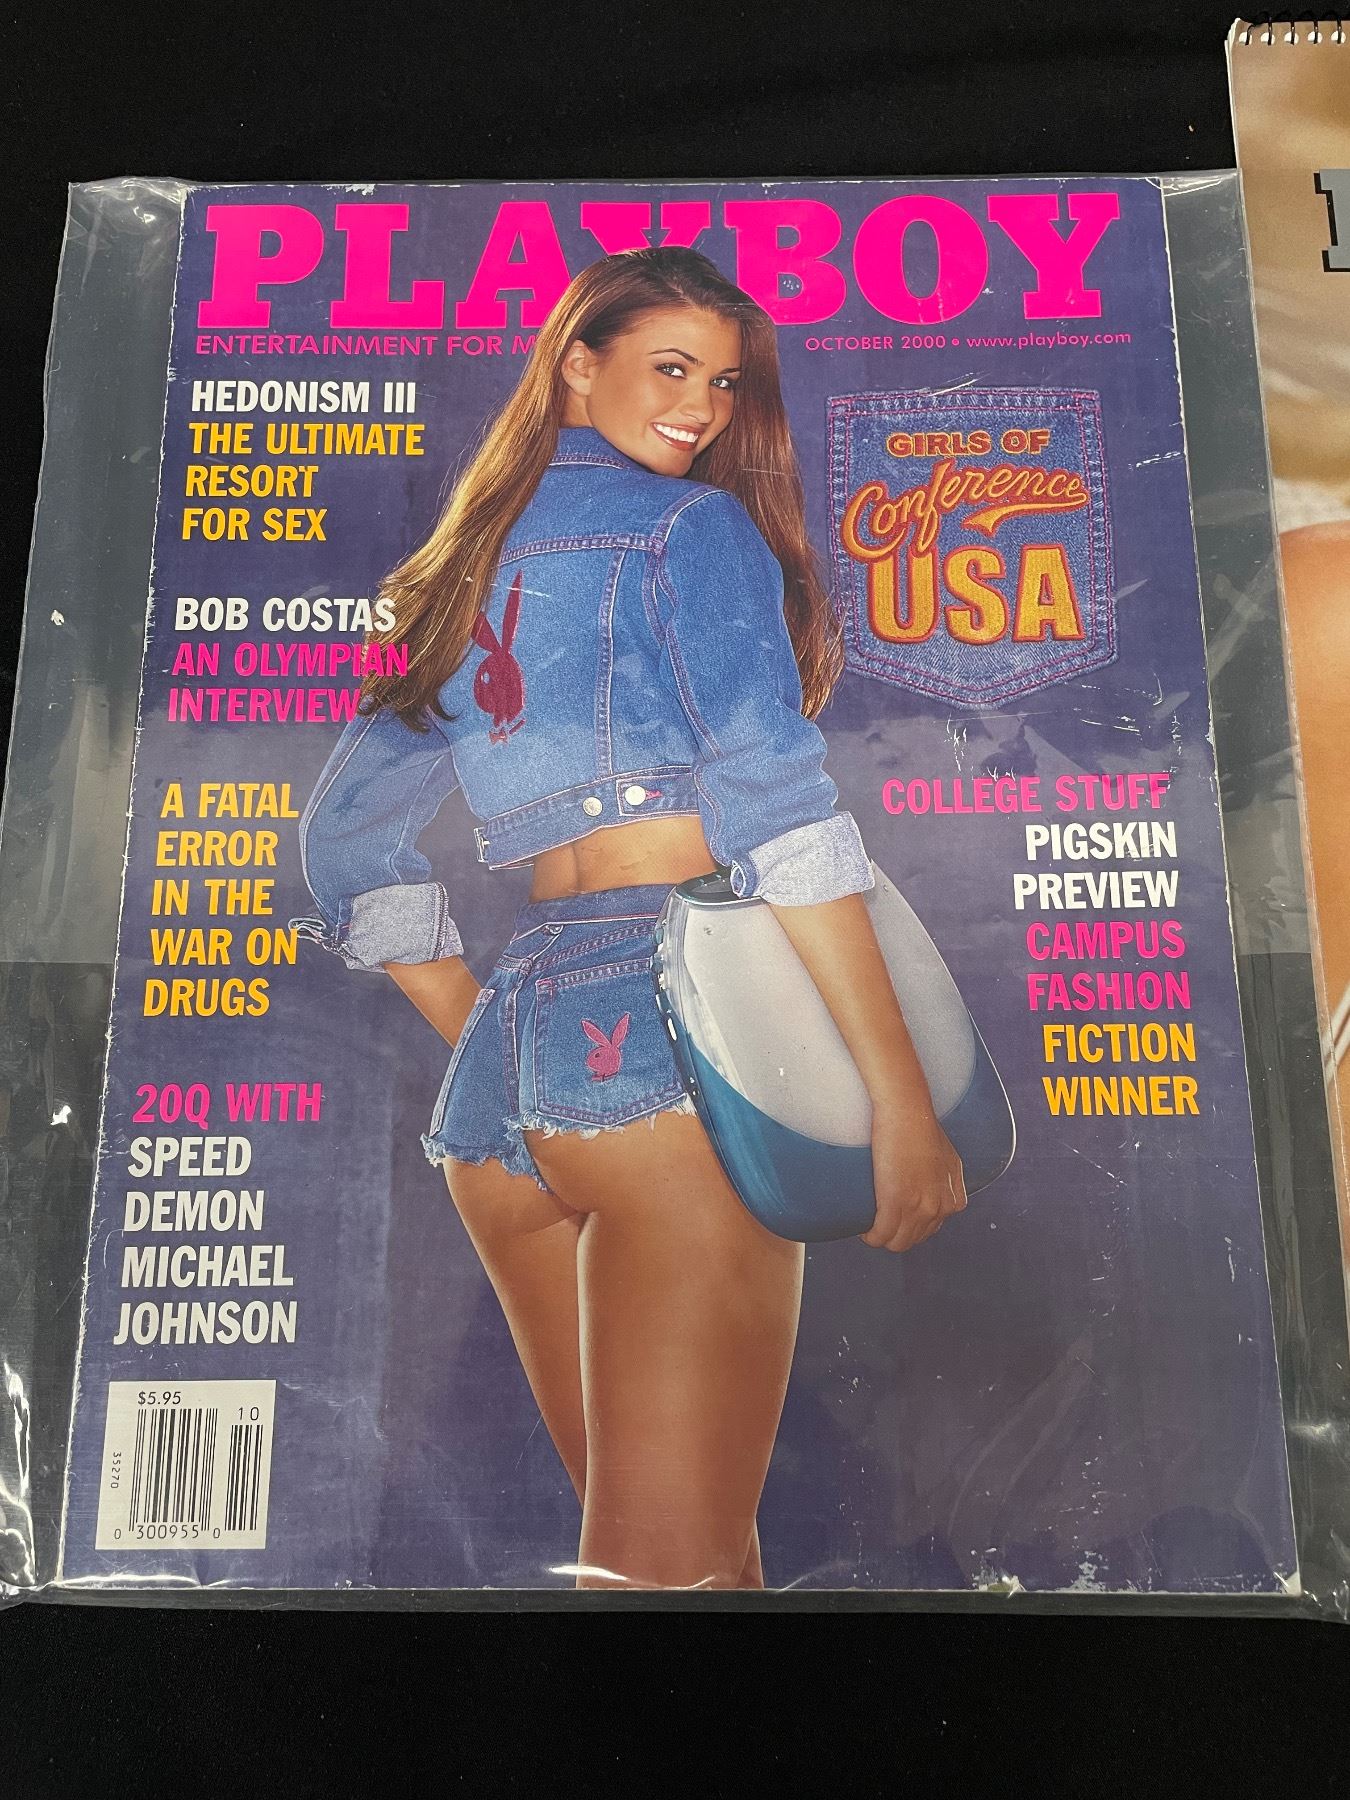 PLAYBOY
ENTERTAINMENT FOR M
OCTOBER 2000 • www.playboy.com
HEDONISM III
THE ULTIMATE
RESORT
FOR SEX
BOB COSTAS
AN OLYMPIAN
INTERVIEW
A FATAL
ERROR
IN THE
WAR ON
DRUGS
20Q WITH
SPEED
DEMON
MICHAEL
JOHNSON
GIRLS OF
Conference
USA
COLLEGE STUFF
PIGSKIN
PREVIEW
CAMPUS
FASHION
FICTION
WINNER
$5.95
10
35270
0 300955 0